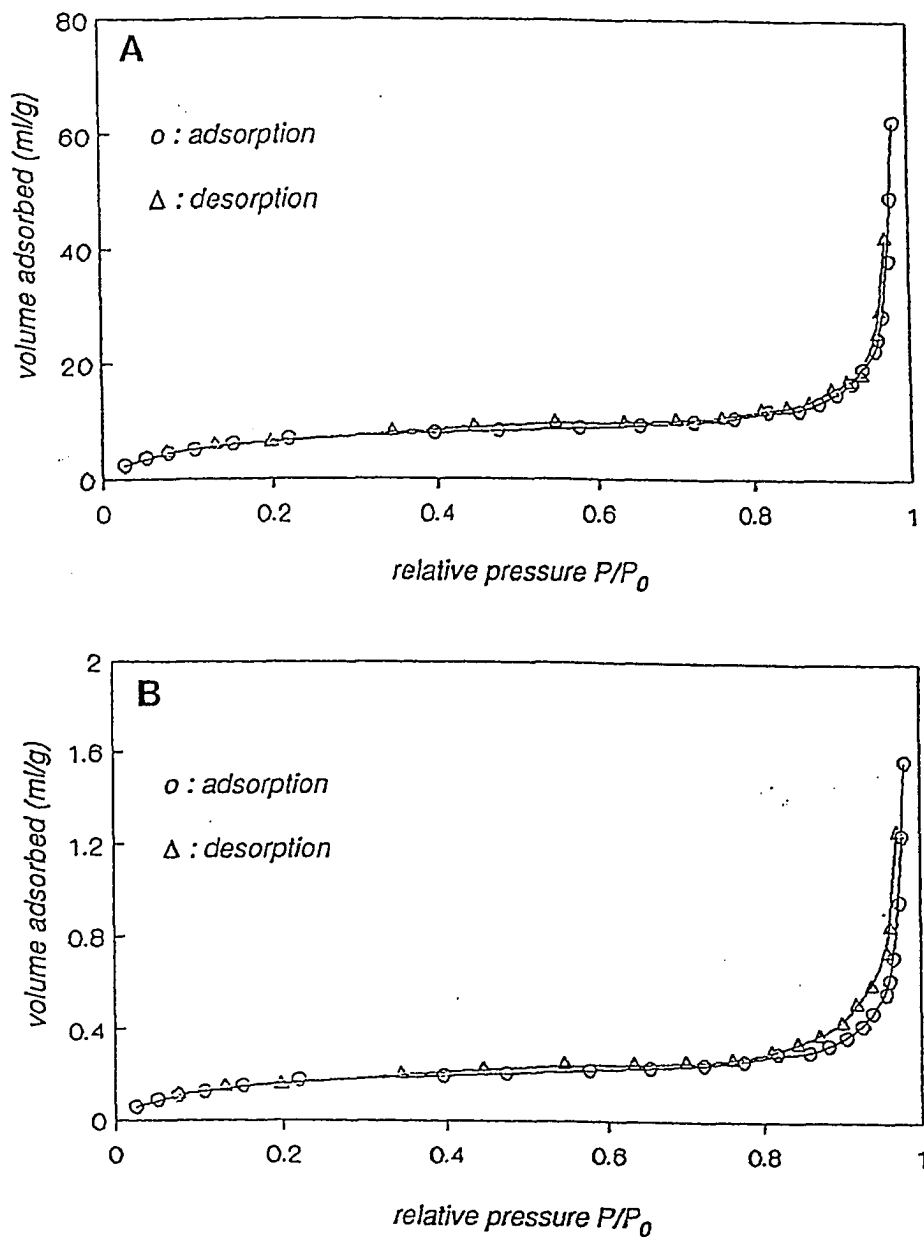 A
80
60
40
20
0
volume adsorbed (ml/g)
o : adsorption
Δ : desorption
0 0.2 0.4 0.6 0.8 1
relative pressure P/P0
B
2
1.6
1.2
0.8
0.4
0
volume adsorbed (ml/g)
o : adsorption
Δ : desorption
0 0.2 0.4 0.6 0.8 1
relative pressure P/P0